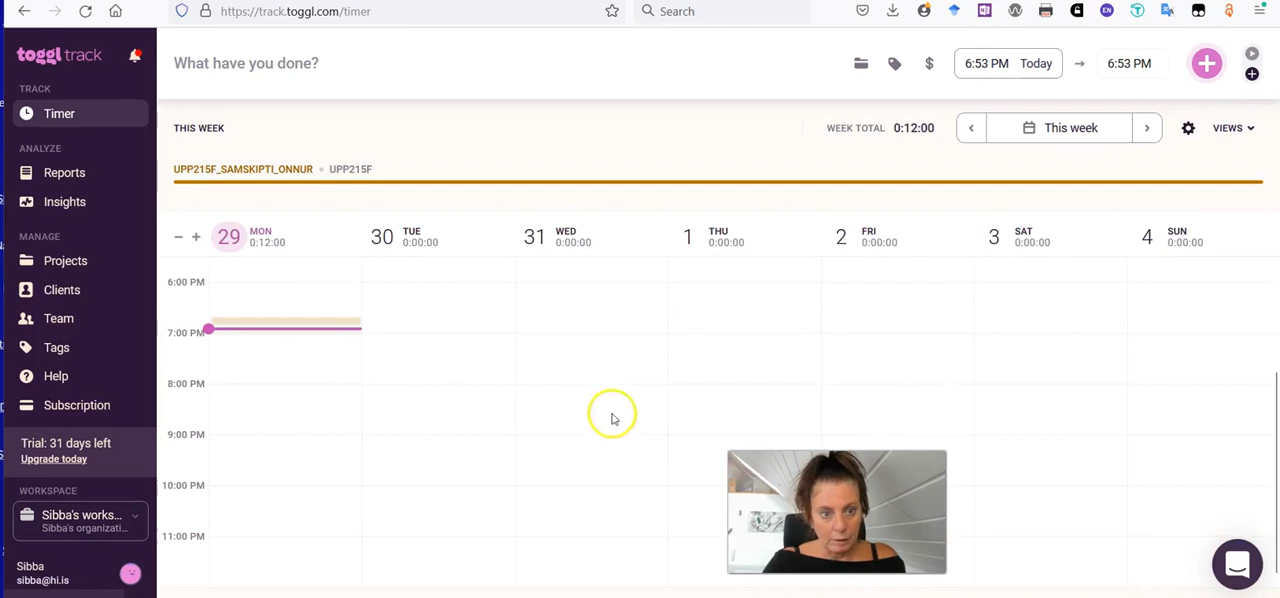 https://track.toggl.com/timer
Search
EN
toggl track
What have you done?
$
6:53 PM Today → 6:53 PM
TRACK
Timer
ANALYZE
Reports
Insights
MANAGE
Projects
Clients
Team
Tags
Help
Subscription
Trial: 31 days left
Upgrade today
WORKSPACE
Sibba's works...
Sibba's organizati...
Sibba
sibba@hi.is
THIS WEEK
WEEK TOTAL 0:12:00
This week
VIEWS
UPP215F_SAMSKIPTI_ONNUR • UPP215F
29 MON 0:12:00
30 TUE 0:00:00
31 WED 0:00:00
1 THU 0:00:00
2 FRI 0:00:00
3 SAT 0:00:00
4 SUN 0:00:00
6:00 PM
7:00 PM
8:00 PM
9:00 PM
10:00 PM
11:00 PM